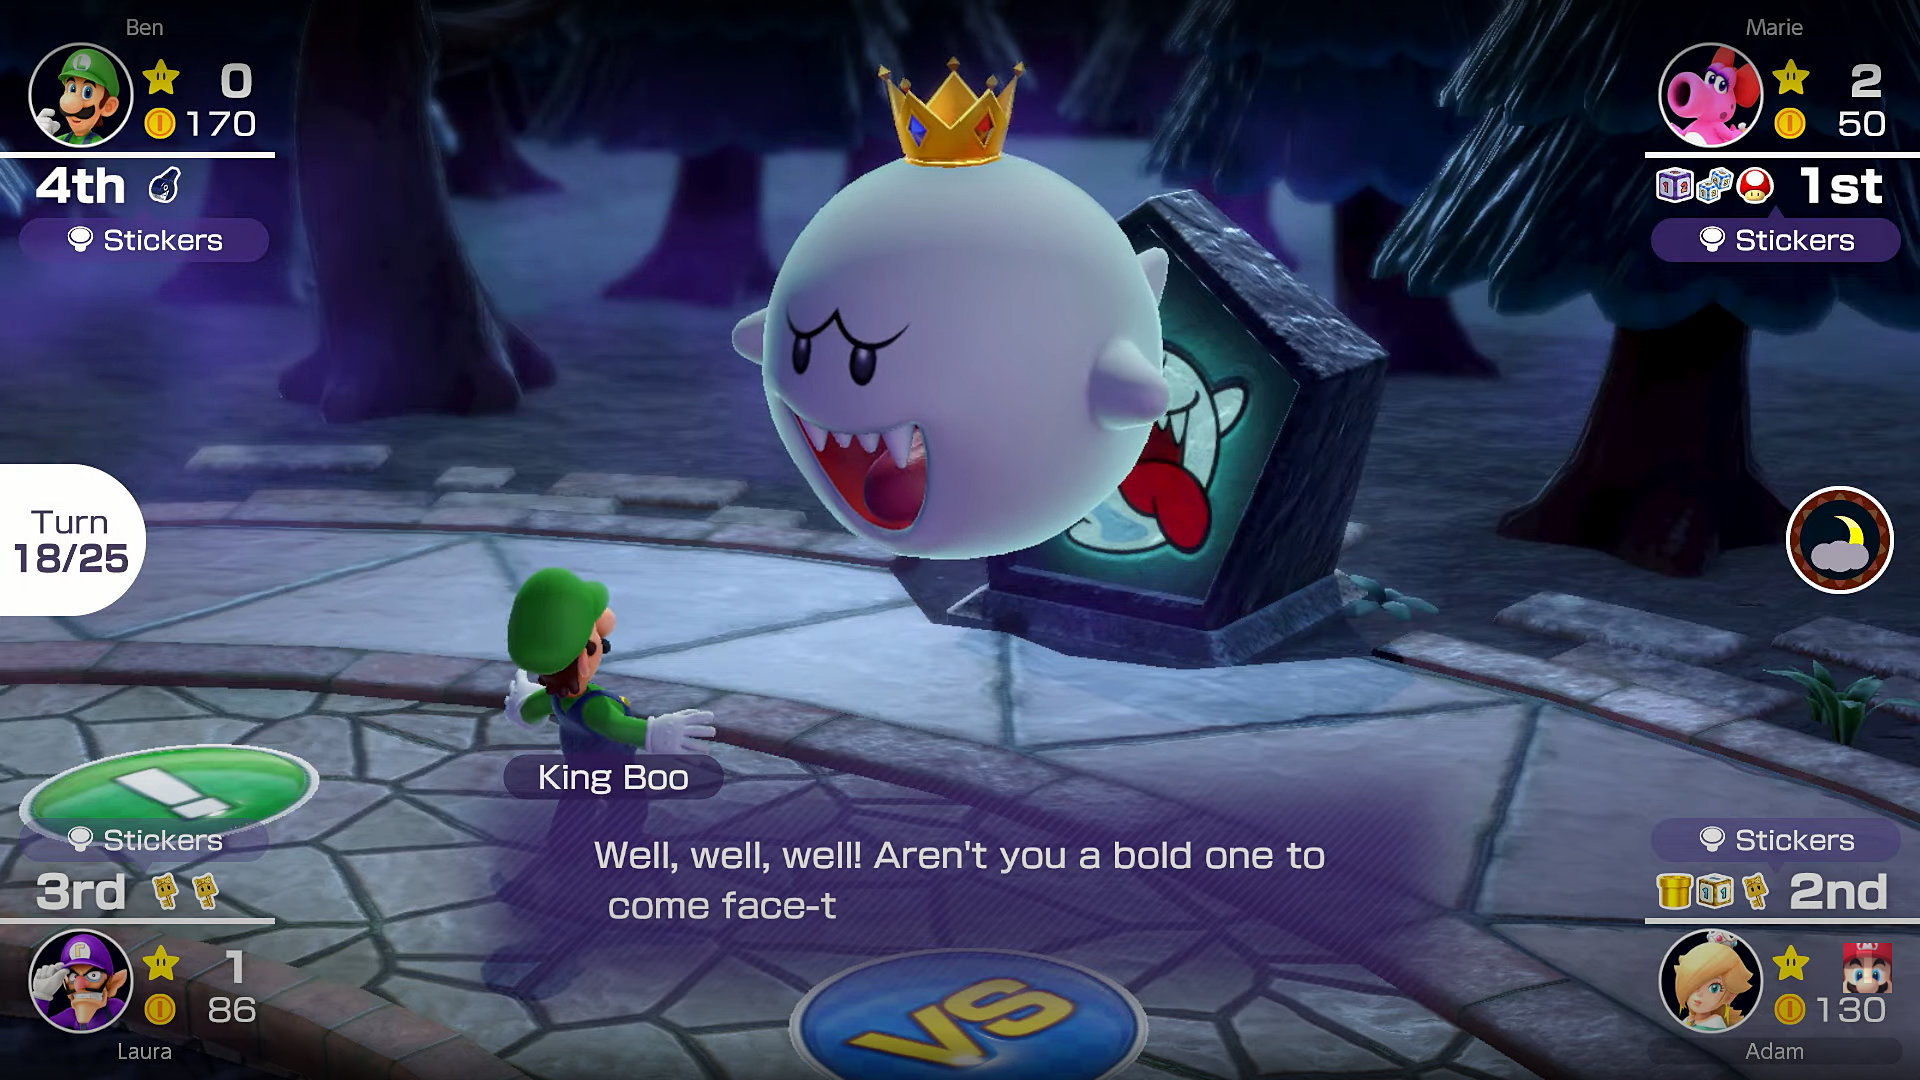 Ben
0
170
4th
Stickers
Marie
2
50
1st
Stickers
Turn
18/25
King Boo
Well, well, well! Aren't you a bold one to
come face-t
Stickers
3rd
1
86
Laura
VS
Stickers
2nd
130
Adam